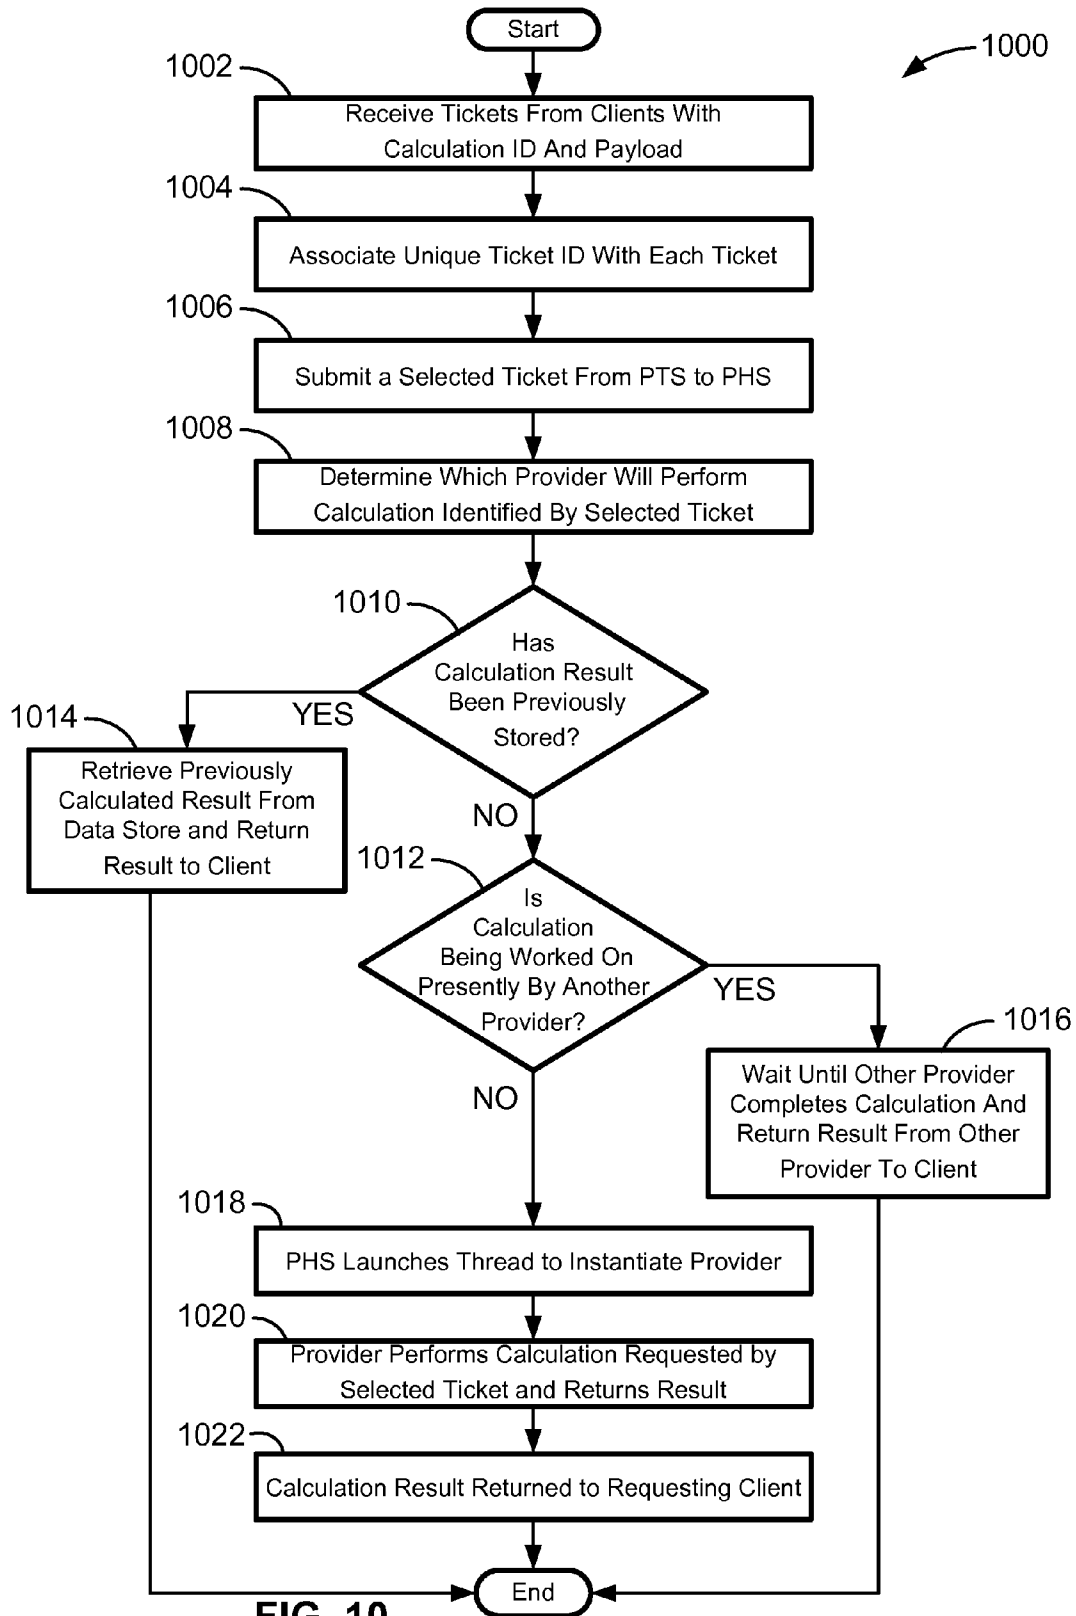 Start
1000
1002
Receive Tickets From Clients With
Calculation ID And Payload
1004
Associate Unique Ticket ID With Each Ticket
1006
Submit a Selected Ticket From PTS to PHS
1008
Determine Which Provider Will Perform
Calculation Identified By Selected Ticket
1010
Has
Calculation Result
Been Previously
Stored?
YES
NO
1014
Retrieve Previously
Calculated Result From
Data Store and Return
Result to Client
1012
Is
Calculation
Being Worked On
Presently By Another
Provider?
YES
NO
1016
Wait Until Other Provider
Completes Calculation And
Return Result From Other
Provider To Client
1018
PHS Launches Thread to Instantiate Provider
1020
Provider Performs Calculation Requested by
Selected Ticket and Returns Result
1022
Calculation Result Returned to Requesting Client
End
FIG. 10